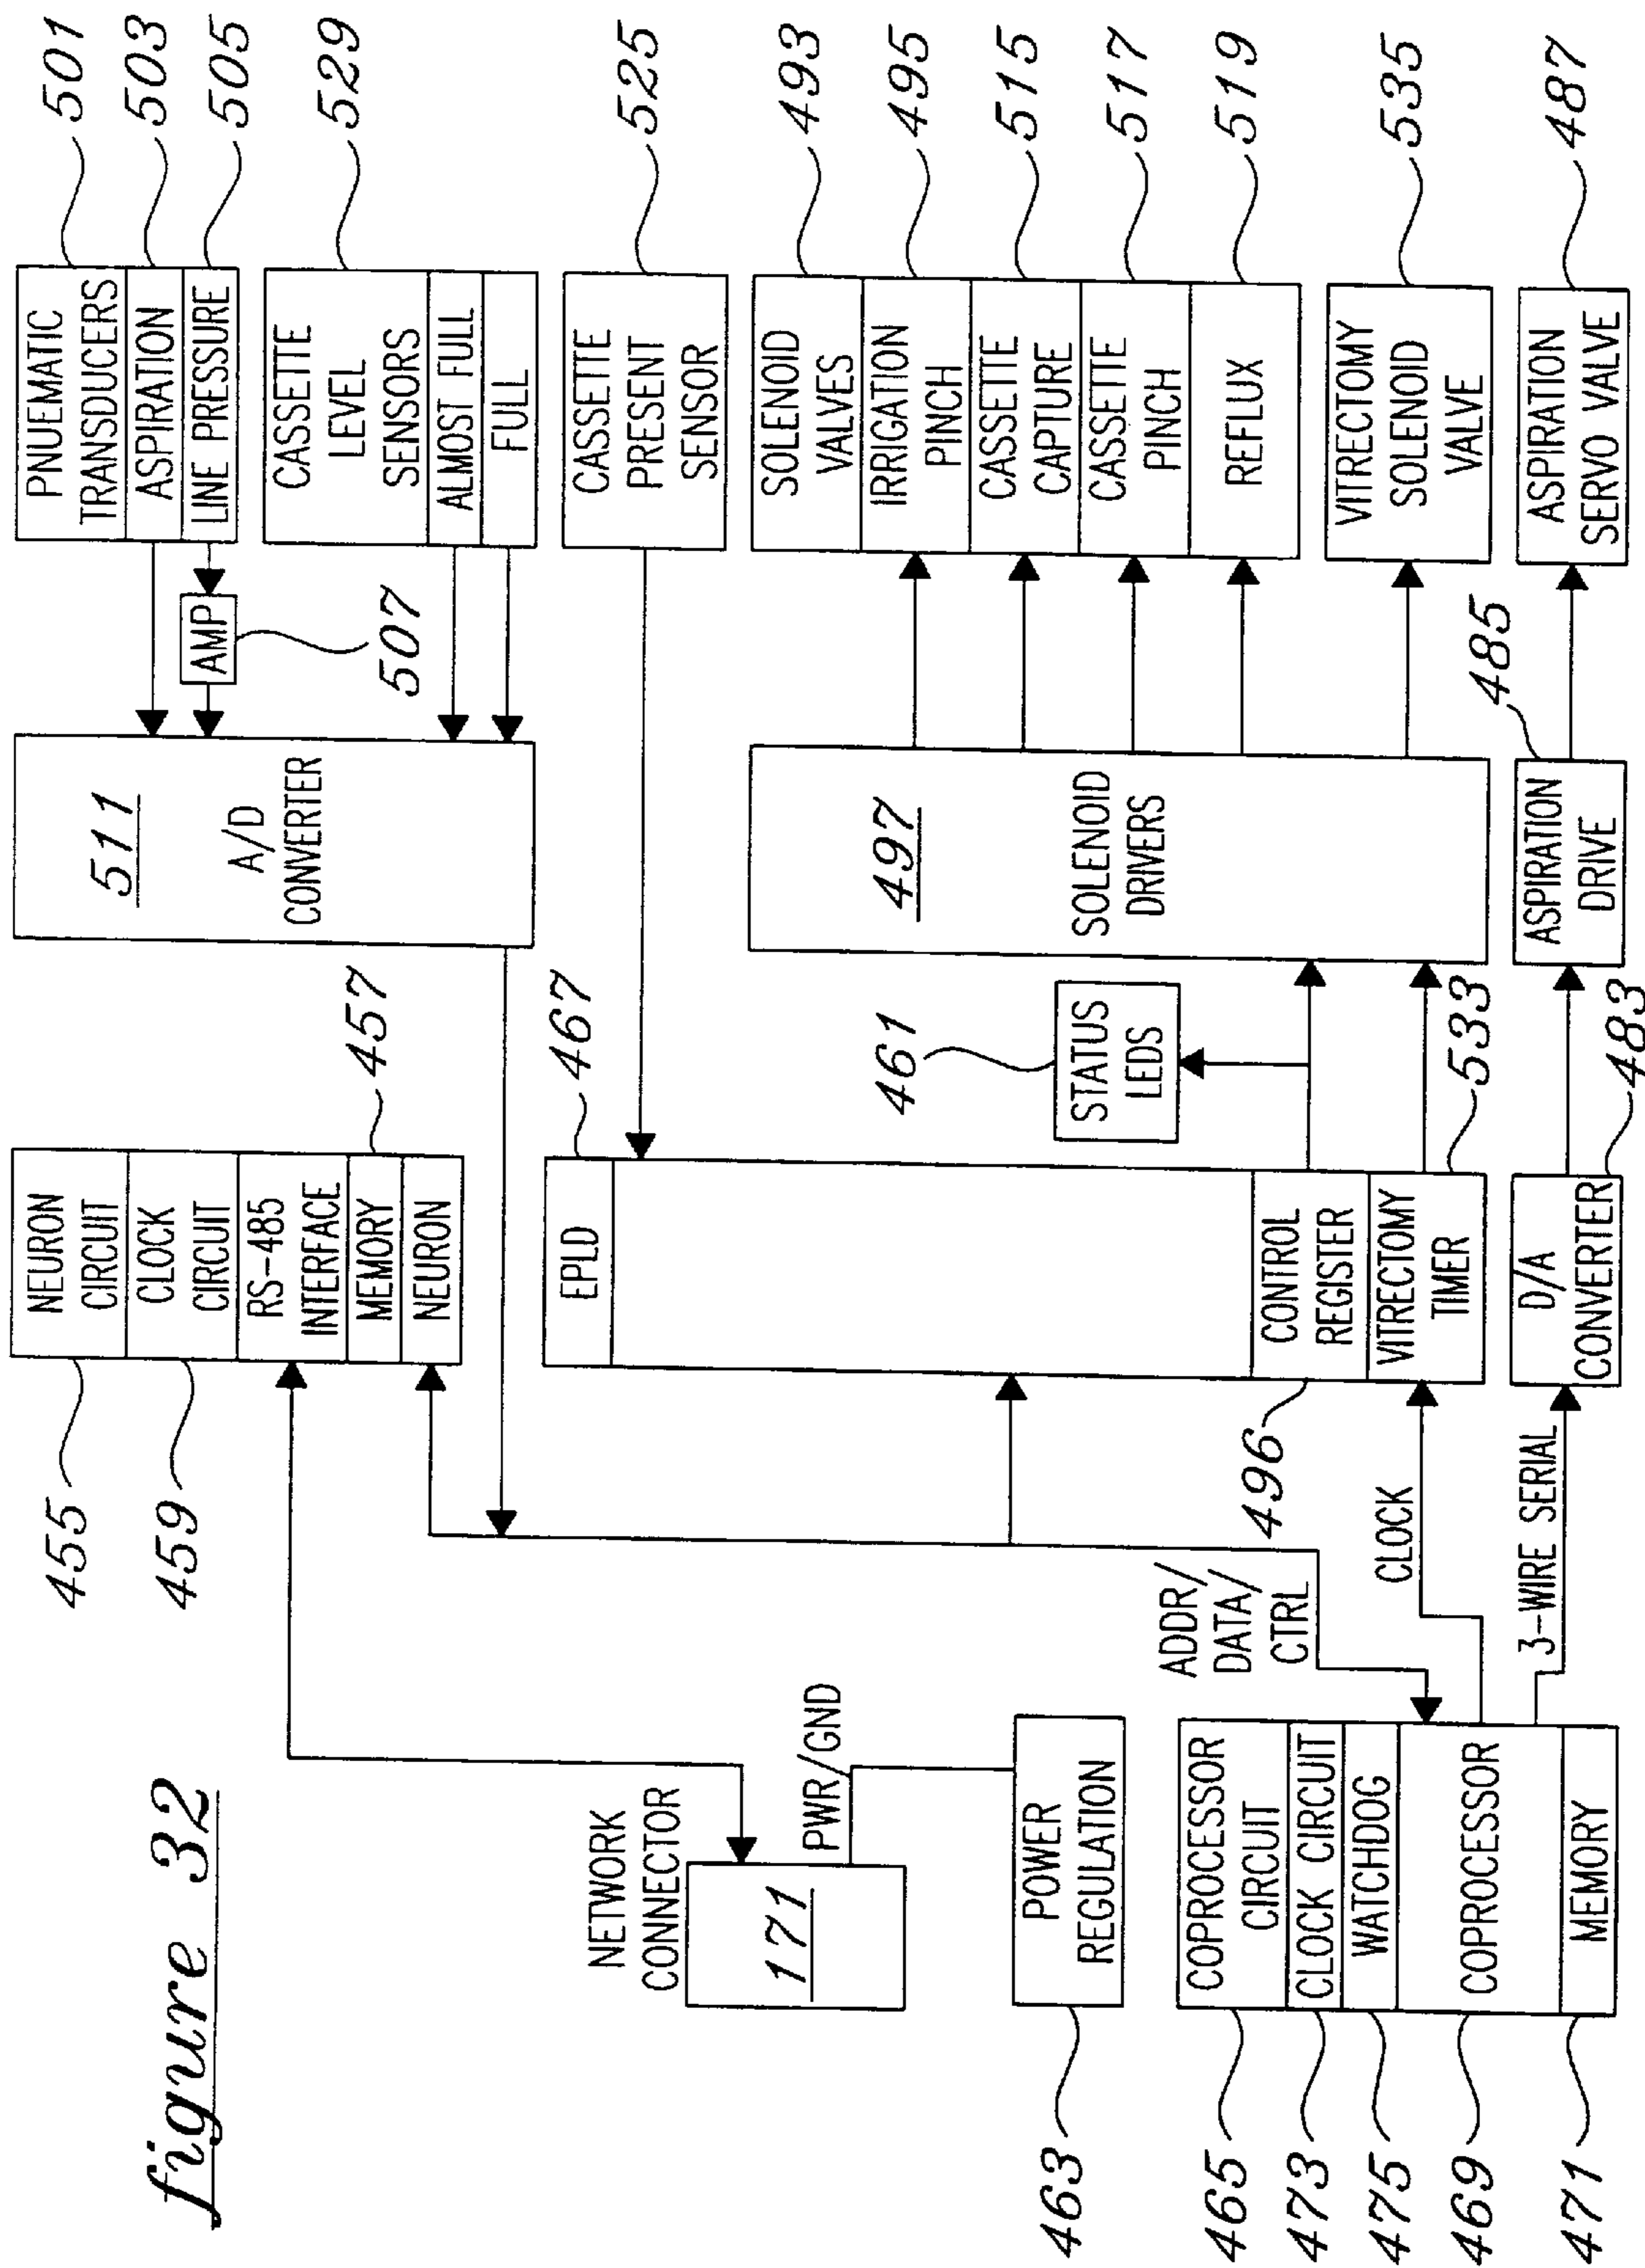 figure 32
455
459
457
NEURON
CIRCUIT
CLOCK
CIRCUIT
RS-485
INTERFACE
MEMORY
NEURON
511
A/D
CONVERTER
AMP
507
PNUEMATIC
TRANSDUCERS
ASPIRATION
LINE PRESSURE
501
503
505
CASSETTE
LEVEL
SENSORS
ALMOST FULL
FULL
529
NETWORK
CONNECTOR
171
PWR/GND
467
EPLD
CASSETTE
PRESENT
SENSOR
525
POWER
REGULATION
463
461
STATUS
LEDS
497
SOLENOID
DRIVERS
SOLENOID
VALVES
IRRIGATION
PINCH
CASSETTE
CAPTURE
CASSETTE
PINCH
REFLUX
493
495
515
517
519
ADDR/
DATA/
CTRL
496
CONTROL
REGISTER
VITRECTOMY
TIMER
533
VITRECTOMY
SOLENOID
VALVE
535
465
473
475
469
471
COPROCESSOR
CIRCUIT
CLOCK CIRCUIT
WATCHDOG
COPROCESSOR
MEMORY
CLOCK
3-WIRE SERIAL
D/A
CONVERTER
483
ASPIRATION
DRIVE
485
ASPIRATION
SERVO VALVE
487